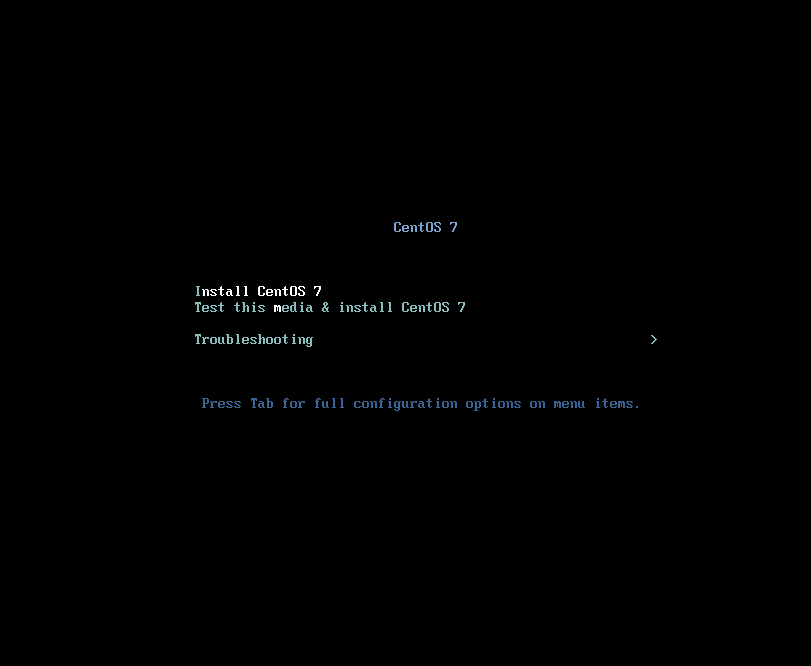 CentOS 7
Install CentOS 7
Test this media & install CentOS 7
Troubleshooting >
Press Tab for full configuration options on menu items.